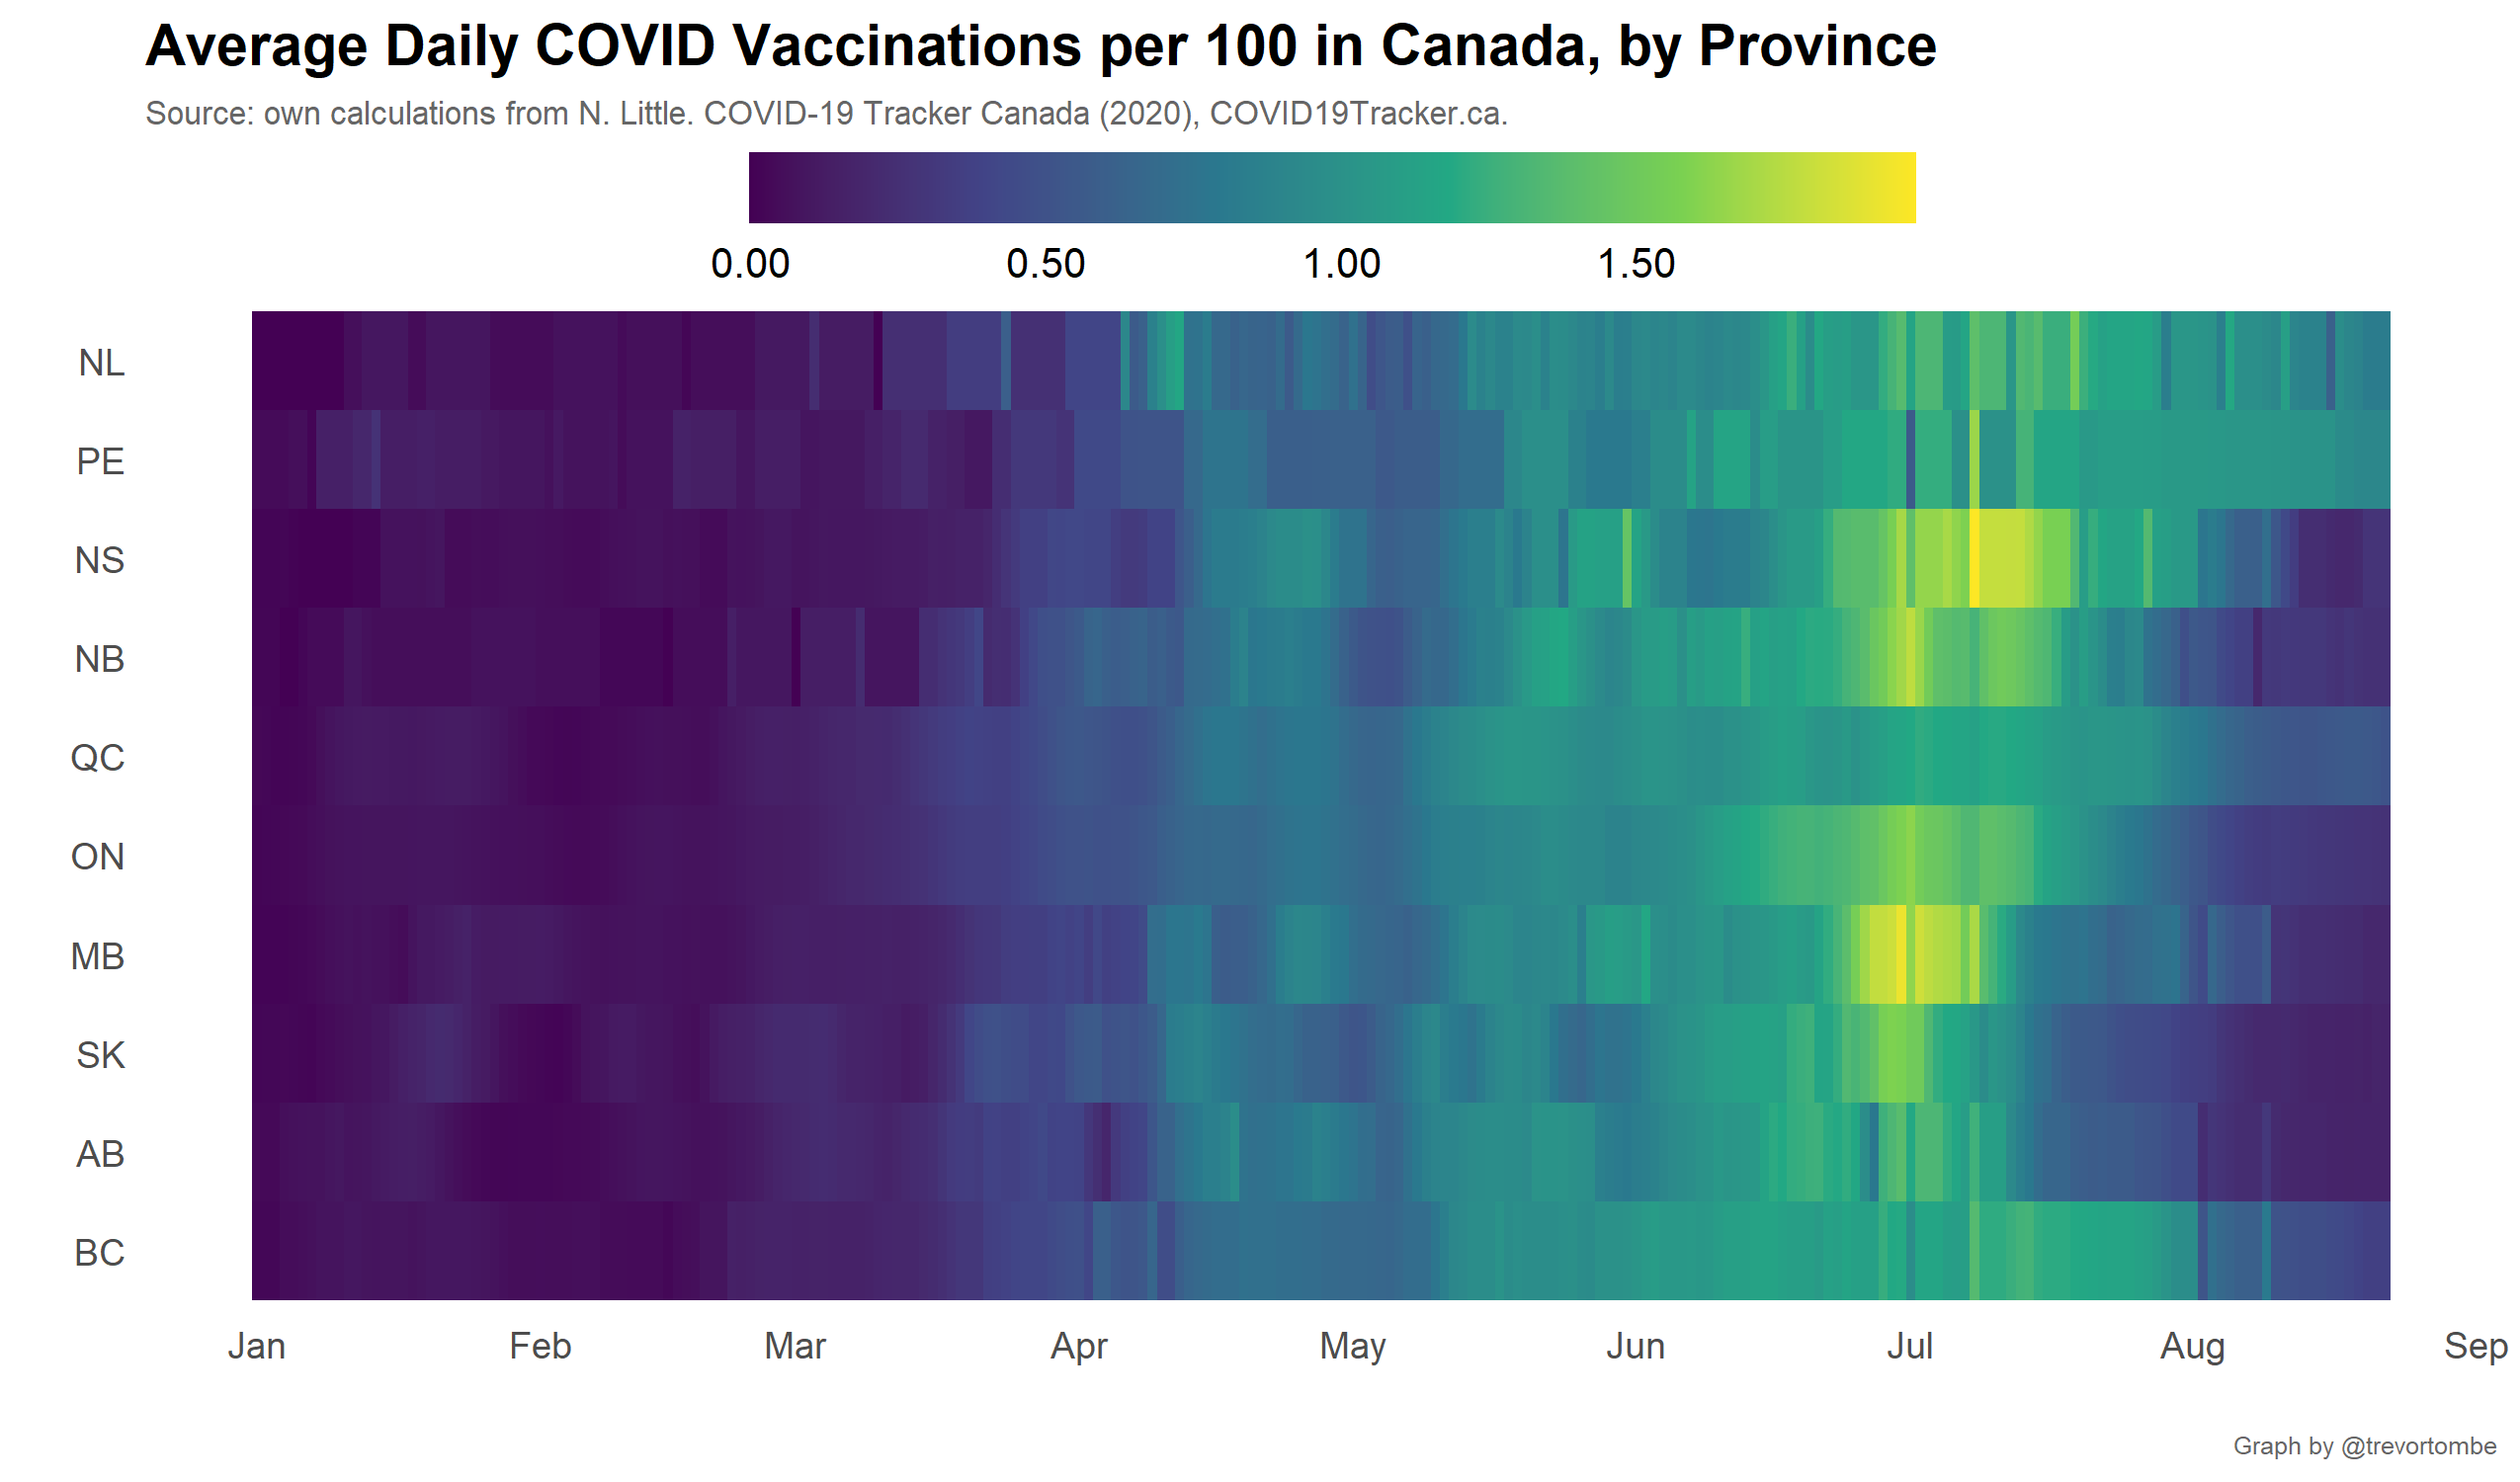 Average Daily COVID Vaccinations per 100 in Canada, by Province
Source: own calculations from N. Little. COVID-19 Tracker Canada (2020), COVID19Tracker.ca.
0.00 0.50 1.00 1.50
NL
PE
NS
NB
QC
ON
MB
SK
AB
BC
Jan Feb Mar Apr May Jun Jul Aug Sep
Graph by @trevortombe